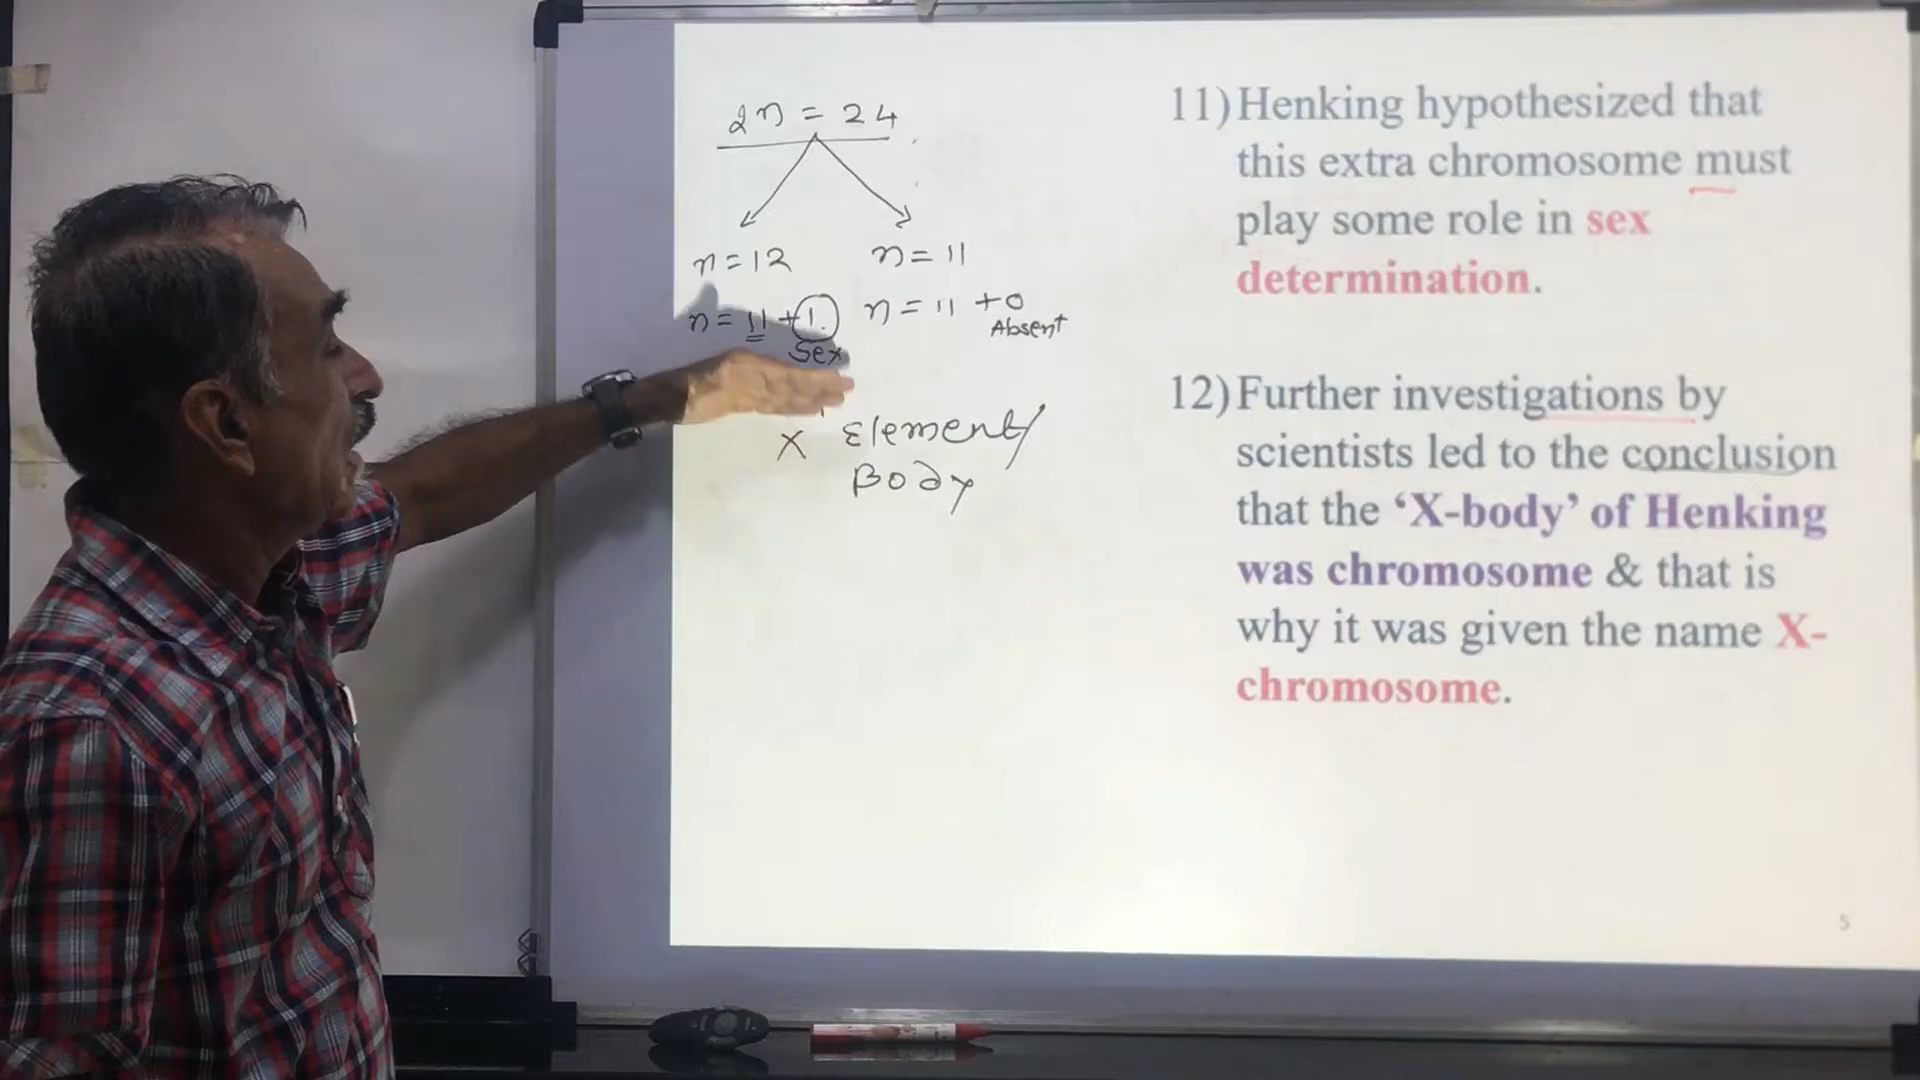 2n = 24
n = 12 n = 11
n = 11 + 1 n = 11 + 0
Sex Absent
X Element/
Body
11) Henking hypothesized that
this extra chromosome must
play some role in sex
determination.
12) Further investigations by
scientists led to the conclusion
that the ‘X-body’ of Henking
was chromosome & that is
why it was given the name X-
chromosome.
5